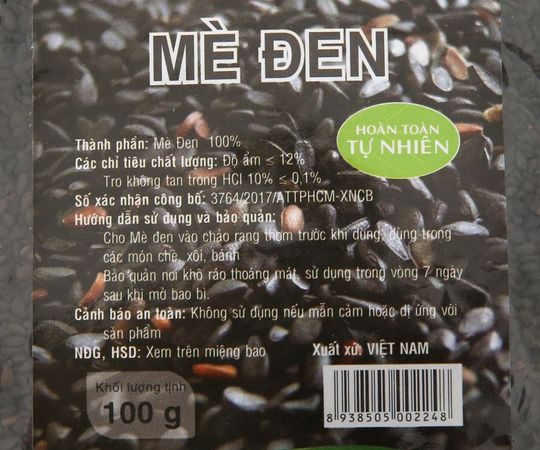 MÈ ĐEN
HOÀN TOÀN
TỰ NHIÊN
Thành phần: Mè Đen 100%
Các chỉ tiêu chất lượng: Độ ẩm ≤ 12%
Tro không tan trong HCl 10% ≤ 0,1%
Số xác nhận công bố: 3764/2017/ATTPHCM-XNCB
Hướng dẫn sử dụng và bảo quản:
Cho Mè đen vào chảo rang thơm trước khi dùng, dùng trong
các món chè, xôi, bánh
Bảo quản nơi khô ráo thoáng mát, sử dụng trong vòng 7 ngày
sau khi mở bao bì.
Cảnh báo an toàn: Không sử dụng nếu mẫn cảm hoặc dị ứng với
sản phẩm
NĐG, HSD: Xem trên miệng bao
Xuất xứ: VIỆT NAM
Khối lượng tịnh
100 g
8 938505 002248